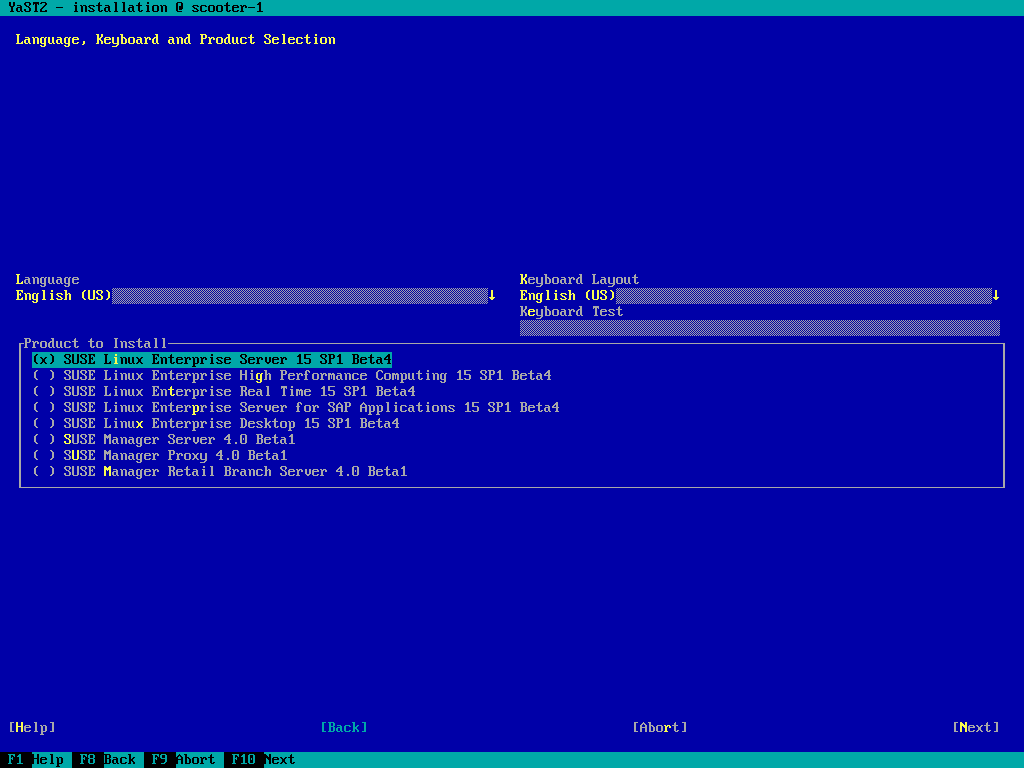 YaST2 - installation @ scooter-1
Language, Keyboard and Product Selection
Language
English (US)
Keyboard Layout
English (US)
Keyboard Test
Product to Install
(x) SUSE Linux Enterprise Server 15 SP1 Beta4
( ) SUSE Linux Enterprise High Performance Computing 15 SP1 Beta4
( ) SUSE Linux Enterprise Real Time 15 SP1 Beta4
( ) SUSE Linux Enterprise Server for SAP Applications 15 SP1 Beta4
( ) SUSE Linux Enterprise Desktop 15 SP1 Beta4
( ) SUSE Manager Server 4.0 Beta1
( ) SUSE Manager Proxy 4.0 Beta1
( ) SUSE Manager Retail Branch Server 4.0 Beta1
[Help] [Back] [Abort] [Next]
F1 Help F8 Back F9 Abort F10 Next